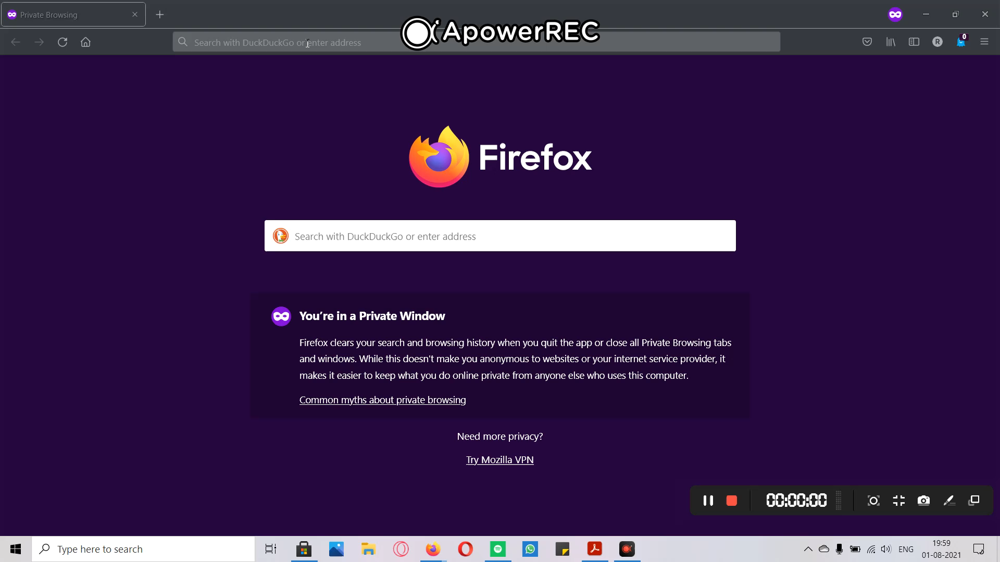 Private Browsing
ApowerREC
Search with DuckDuckGo or enter address
R
0
Firefox
Search with DuckDuckGo or enter address
You’re in a Private Window
Firefox clears your search and browsing history when you quit the app or close all Private Browsing tabs
and windows. While this doesn’t make you anonymous to websites or your internet service provider, it
makes it easier to keep what you do online private from anyone else who uses this computer.
Common myths about private browsing
Need more privacy?
Try Mozilla VPN
00:00:00
Type here to search
ENG
19:59
01-08-2021